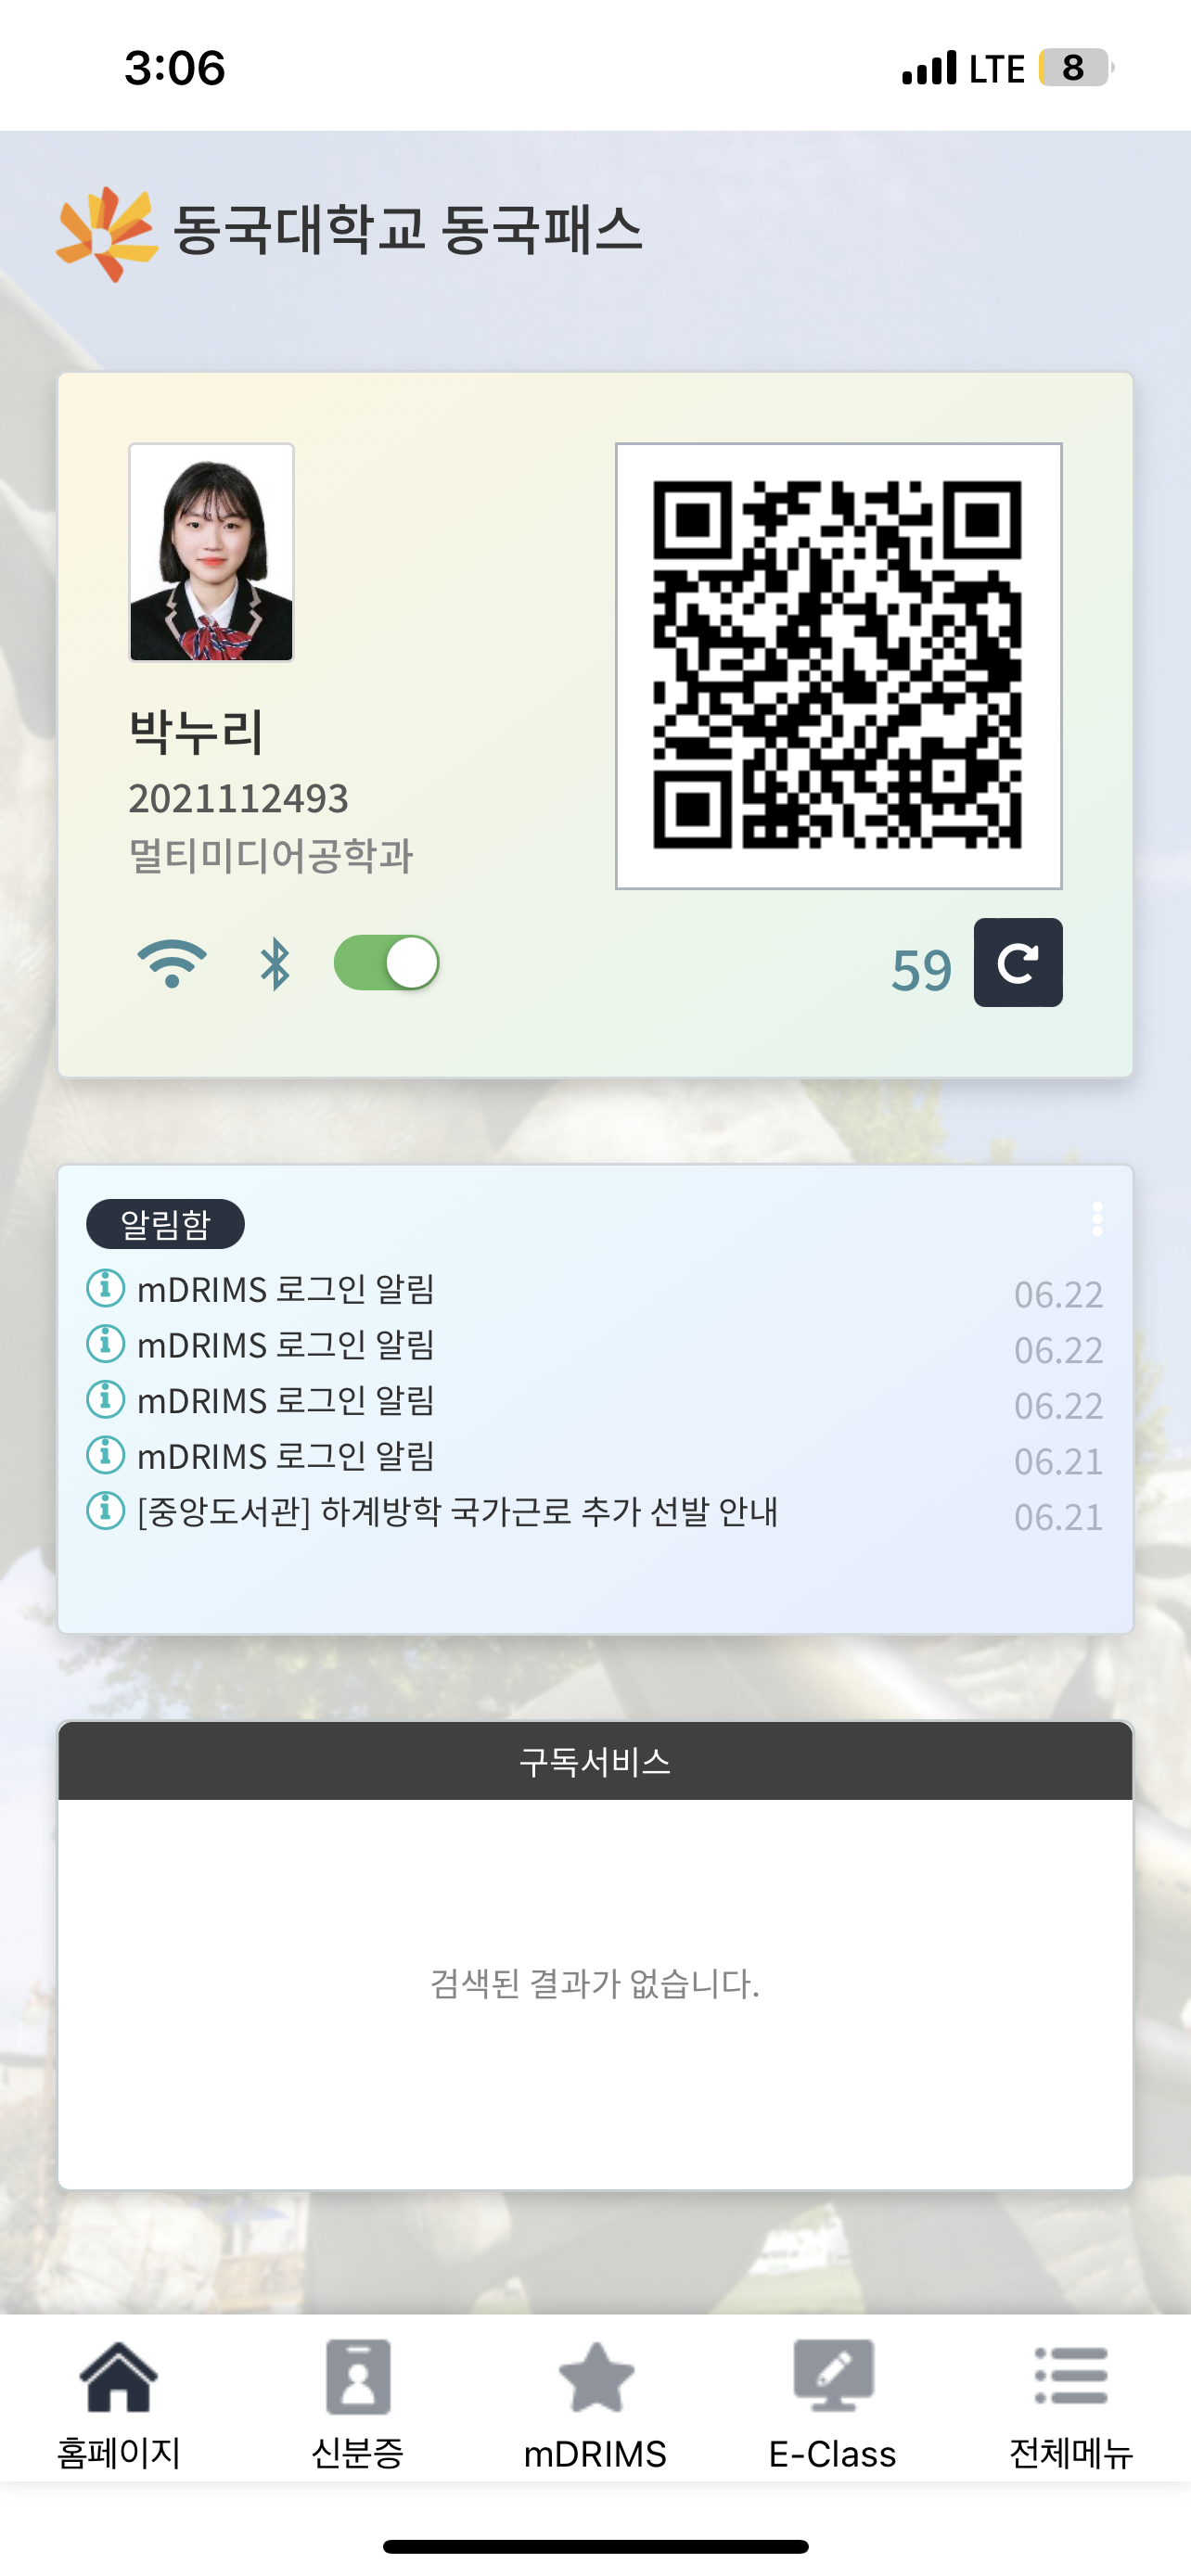 3:06
LTE 8
동국대학교 동국패스
박누리
2021112493
멀티미디어공학과
59
알림함
mDRIMS 로그인 알림 06.22
mDRIMS 로그인 알림 06.22
mDRIMS 로그인 알림 06.22
mDRIMS 로그인 알림 06.21
[중앙도서관] 하계방학 국가근로 추가 선발 안내 06.21
구독서비스
검색된 결과가 없습니다.
홈페이지 신분증 mDRIMS E-Class 전체메뉴